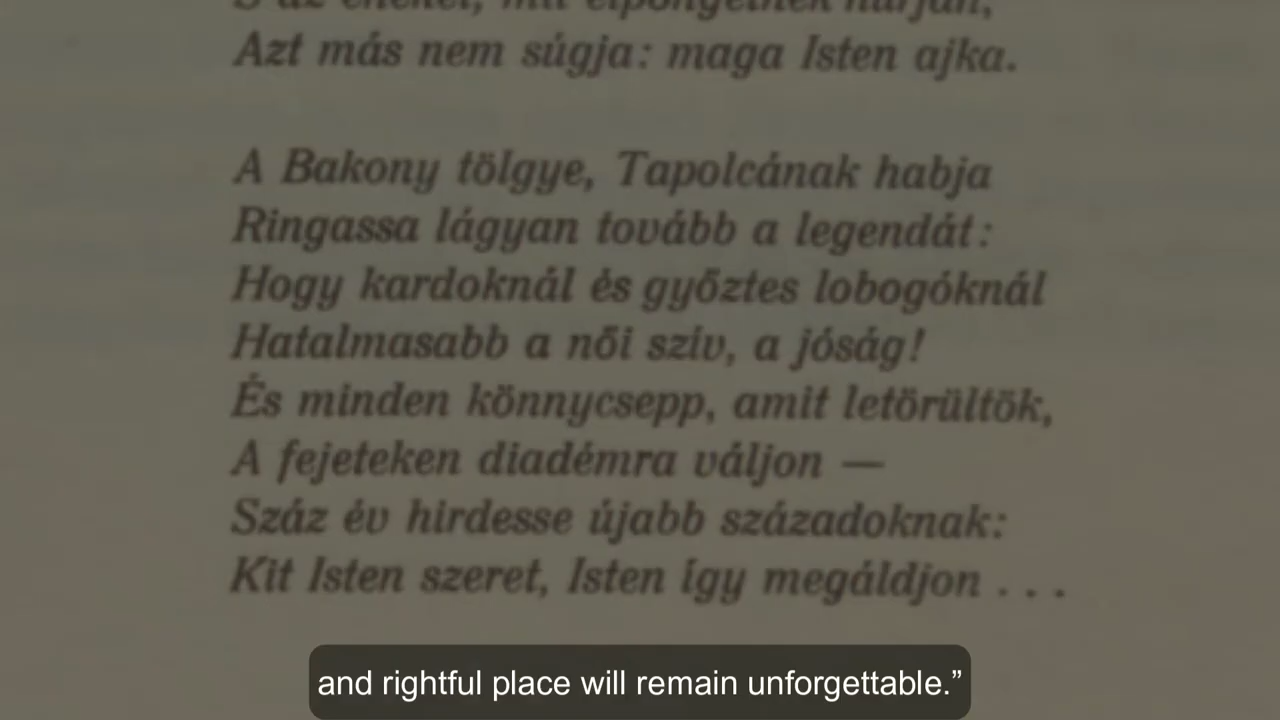 Azt más nem súgja: maga Isten ajka.
A Bakony tölgye, Tapolcának habja
Ringassa lágyan tovább a legendát:
Hogy kardoknál és győztes lobogóknál
Hatalmasabb a női sziv, a jóság!
És minden könnycsepp, amit letörültök,
A fejeteken diadémra váljon —
Száz év hirdesse újabb századoknak:
Kit Isten szeret, Isten így megáldjon . . .
and rightful place will remain unforgettable.”